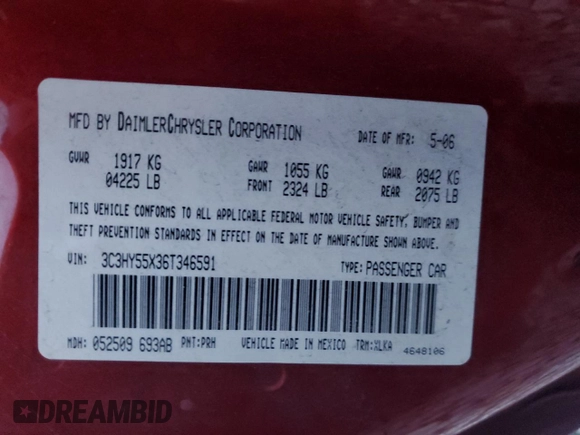 MFD BY DAIMLERCHRYSLER CORPORATION DATE OF MFR: 5-06
GVWR 1917 KG GAWR 1055 KG GAWR 0942 KG
04225 LB FRONT 2324 LB REAR 2075 LB
THIS VEHICLE CONFORMS TO ALL APPLICABLE FEDERAL MOTOR VEHICLE SAFETY, BUMPER AND
THEFT PREVENTION STANDARDS IN EFFECT ON THE DATE OF MANUFACTURE SHOWN ABOVE.
VIN: 3C3HY55X36T346591 TYPE: PASSENGER CAR
MDH: 052509 693AB PNT: PRH VEHICLE MADE IN MEXICO TRM: XLKA 4648106
DREAMBID